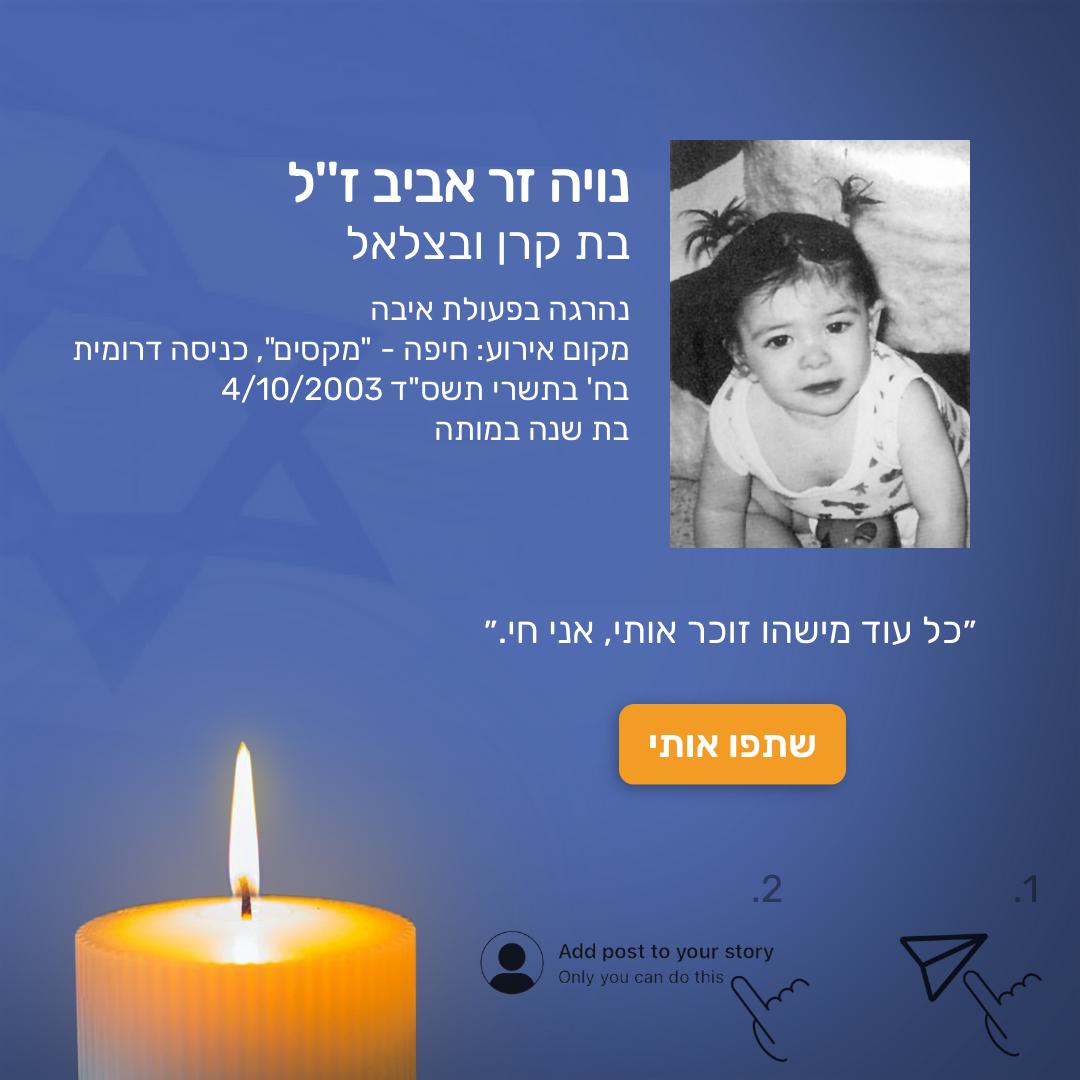 נויה זר אביב ז"ל
בת קרן ובצלאל
נהרגה בפעולת איבה
מקום אירוע: חיפה - "מקסים", כניסה דרומית
בח' בתשרי תשס"ד 4/10/2003
בת שנה במותה
״כל עוד מישהו זוכר אותי, אני חי.״
שתפו אותי
.1
.2
Add post to your story
Only you can do this